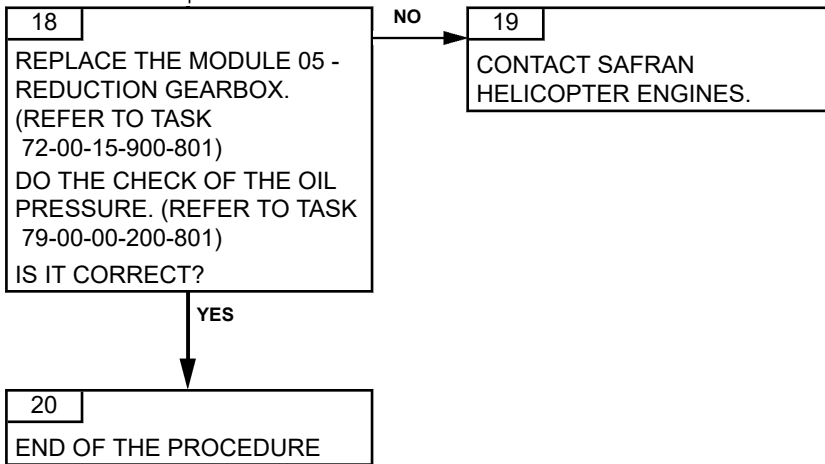 18
REPLACE THE MODULE 05 -
REDUCTION GEARBOX.
(REFER TO TASK
72-00-15-900-801)
DO THE CHECK OF THE OIL
PRESSURE. (REFER TO TASK
79-00-00-200-801)
IS IT CORRECT?
NO
19
CONTACT SAFRAN
HELICOPTER ENGINES.
YES
20
END OF THE PROCEDURE